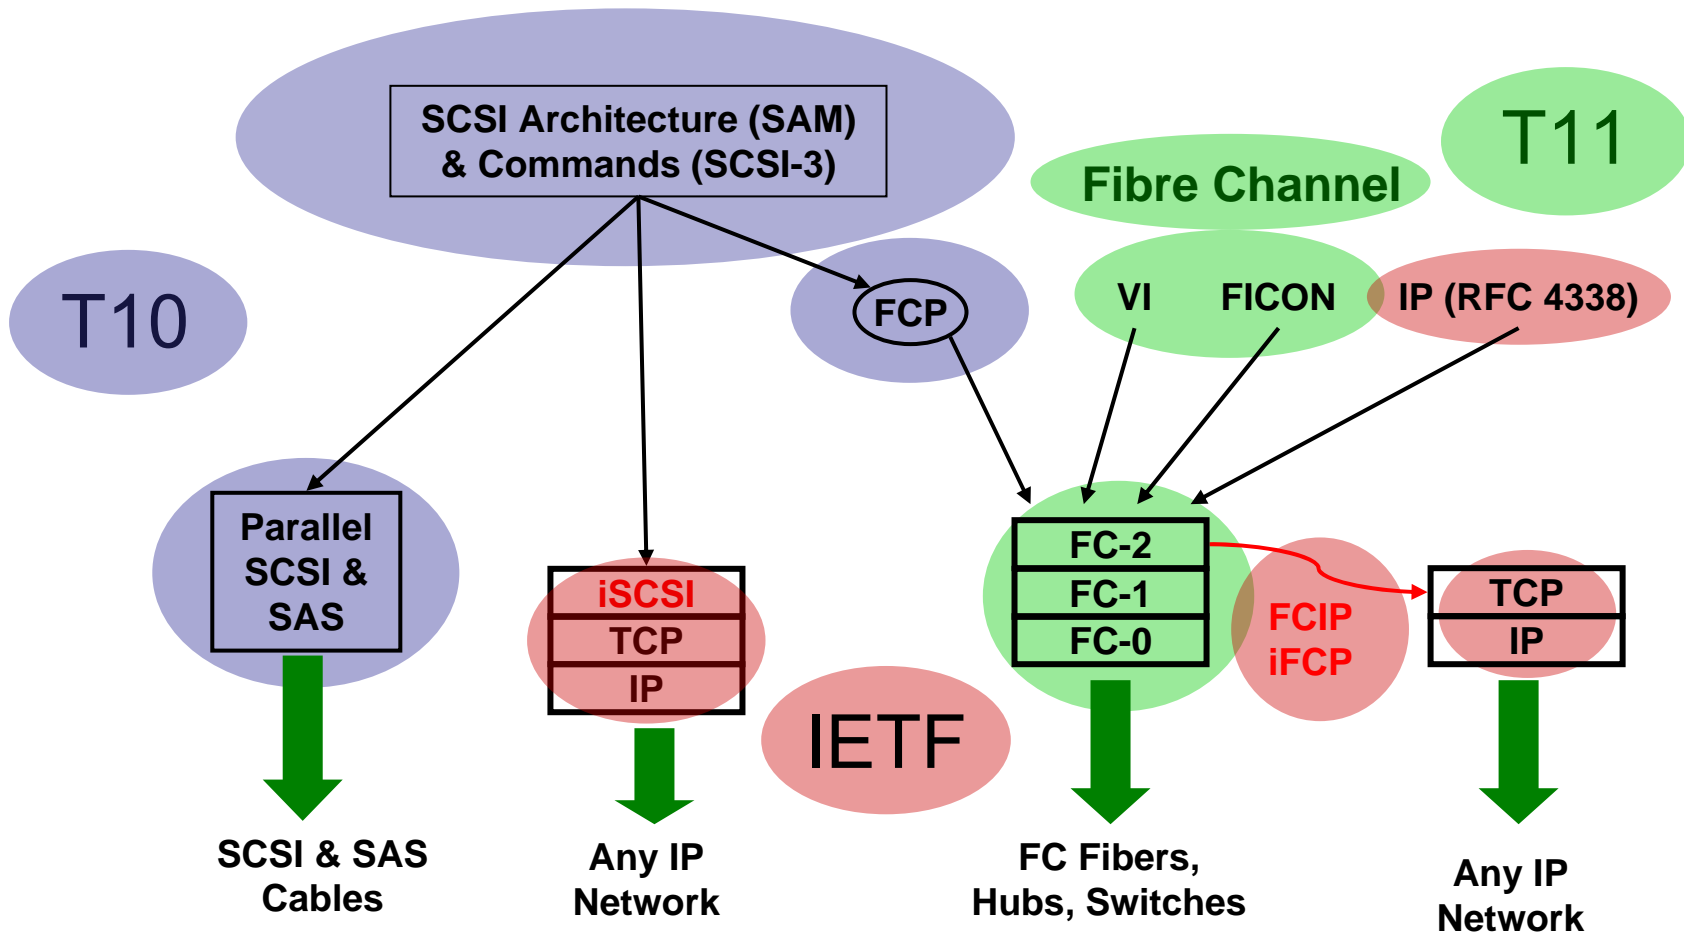 SCSI Architecture (SAM)
& Commands (SCSI-3)
T11
Fibre Channel
T10
FCP
VI
FICON
IP (RFC 4338)
Parallel
SCSI &
SAS
iSCSI
TCP
IP
FC-2
FC-1
FC-0
FCIP
iFCP
TCP
IP
IETF
SCSI & SAS
Cables
Any IP
Network
FC Fibers,
Hubs, Switches
Any IP
Network